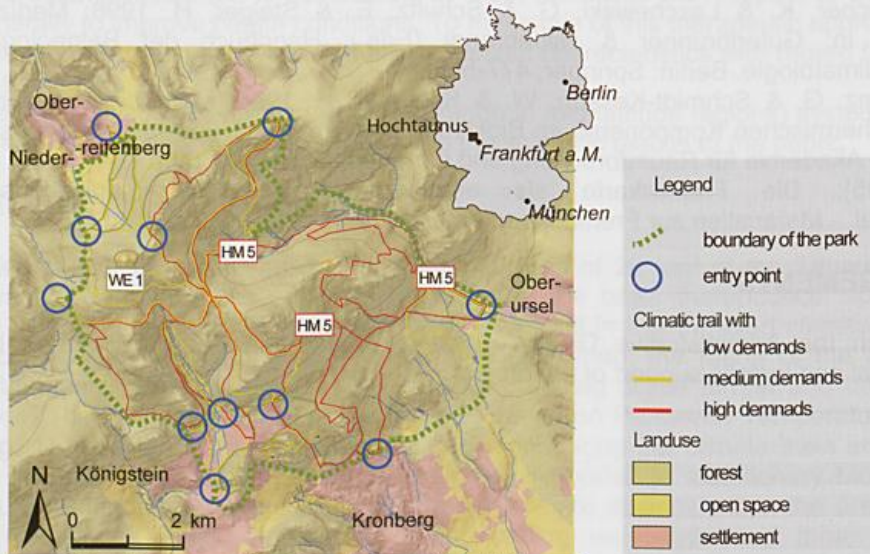 Ober-
Nieder-
-reifenberg
WE 1
HM 5
HM 5
HM 5
Ober-
ursel
Königstein
Kronberg
N
0 2 km
Berlin
Hochtaunus
Frankfurt a.M.
München
Legend
boundary of the park
entry point
Climatic trail with
low demands
medium demands
high demnads
Landuse
forest
open space
settlement